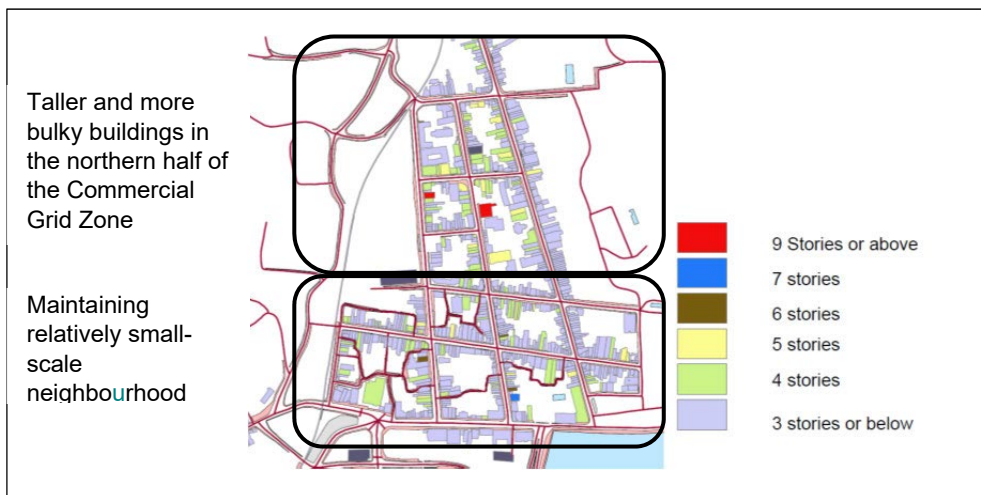 Taller and more
bulky buildings in
the northern half of
the Commercial
Grid Zone
Maintaining
relatively small-
scale
neighbourhood
9 Stories or above
7 stories
6 stories
5 stories
4 stories
3 stories or below